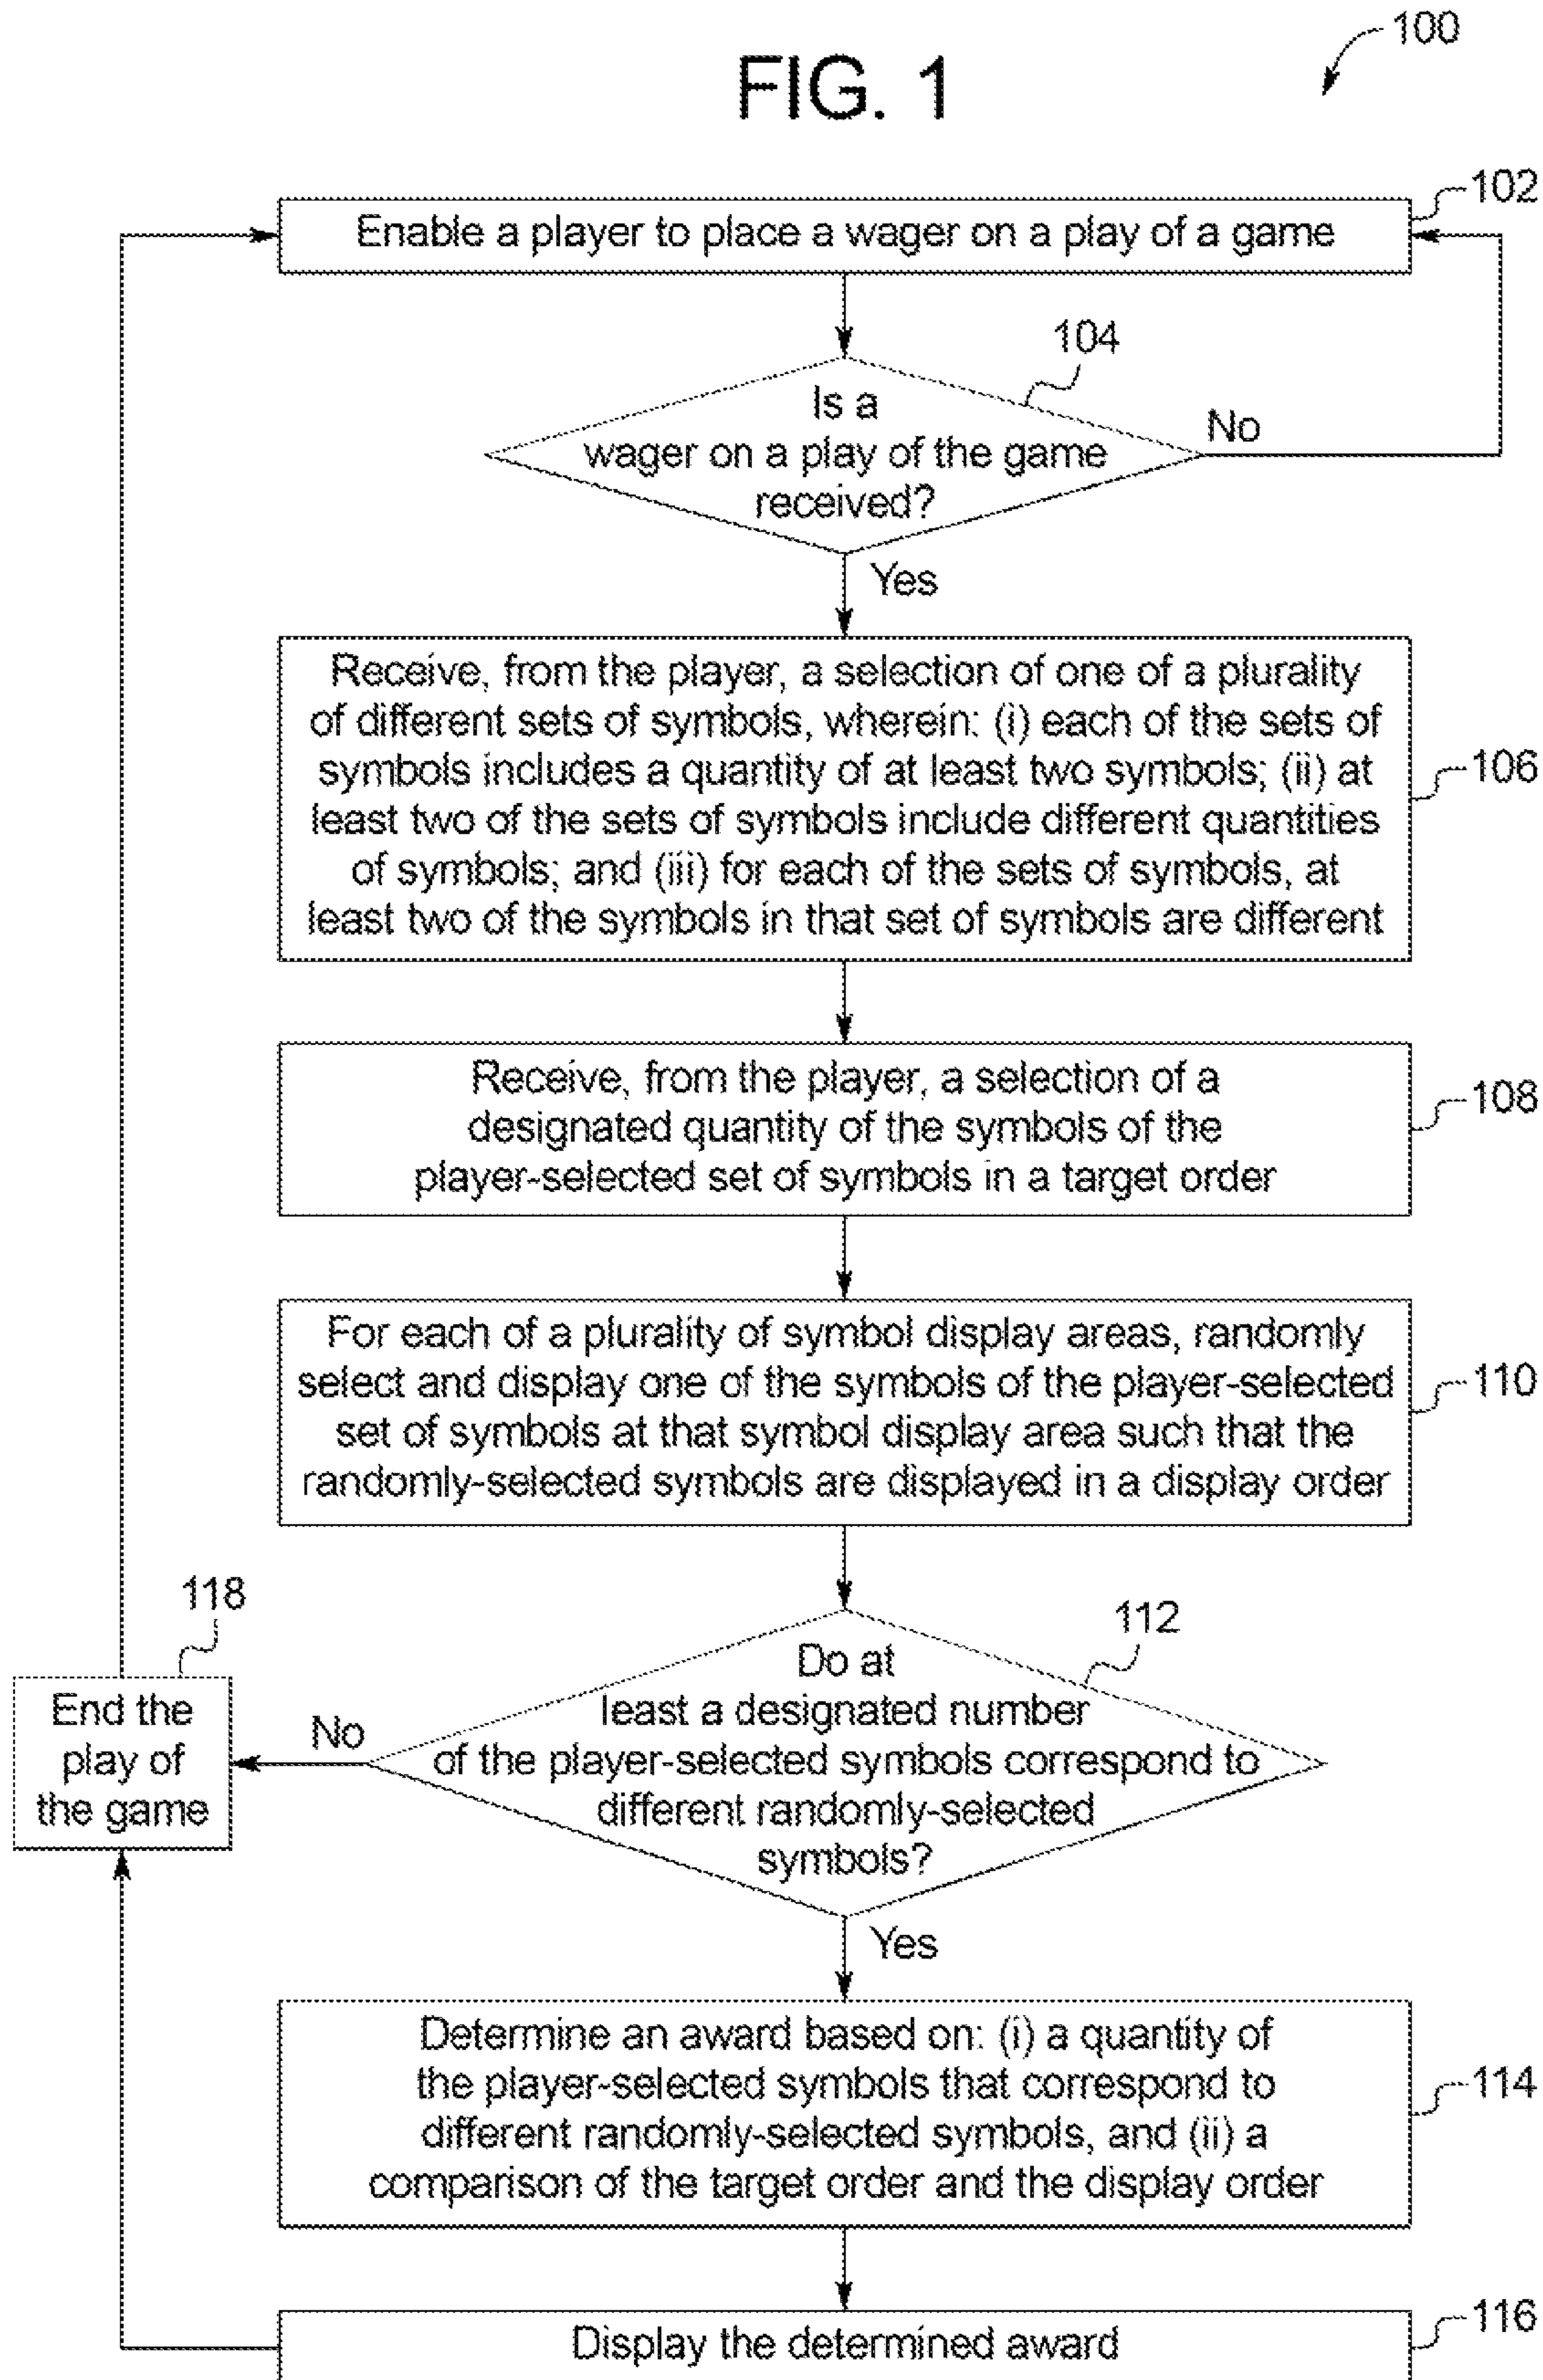 FIG. 1
100
Enable a player to place a wager on a play of a game
102
104
Is a
wager on a play of the game
received?
No
Yes
Receive, from the player, a selection of one of a plurality
of different sets of symbols, wherein: (i) each of the sets of
symbols includes a quantity of at least two symbols; (ii) at
least two of the sets of symbols include different quantities
of symbols; and (iii) for each of the sets of symbols, at
least two of the symbols in that set of symbols are different
106
Receive, from the player, a selection of a
designated quantity of the symbols of the
player-selected set of symbols in a target order
108
For each of a plurality of symbol display areas, randomly
select and display one of the symbols of the player-selected
set of symbols at that symbol display area such that the
randomly-selected symbols are displayed in a display order
110
112
Do at
least a designated number
of the player-selected symbols correspond to
different randomly-selected
symbols?
No
118
End the
play of
the game
Yes
Determine an award based on: (i) a quantity of
the player-selected symbols that correspond to
different randomly-selected symbols, and (ii) a
comparison of the target order and the display order
114
Display the determined award
116